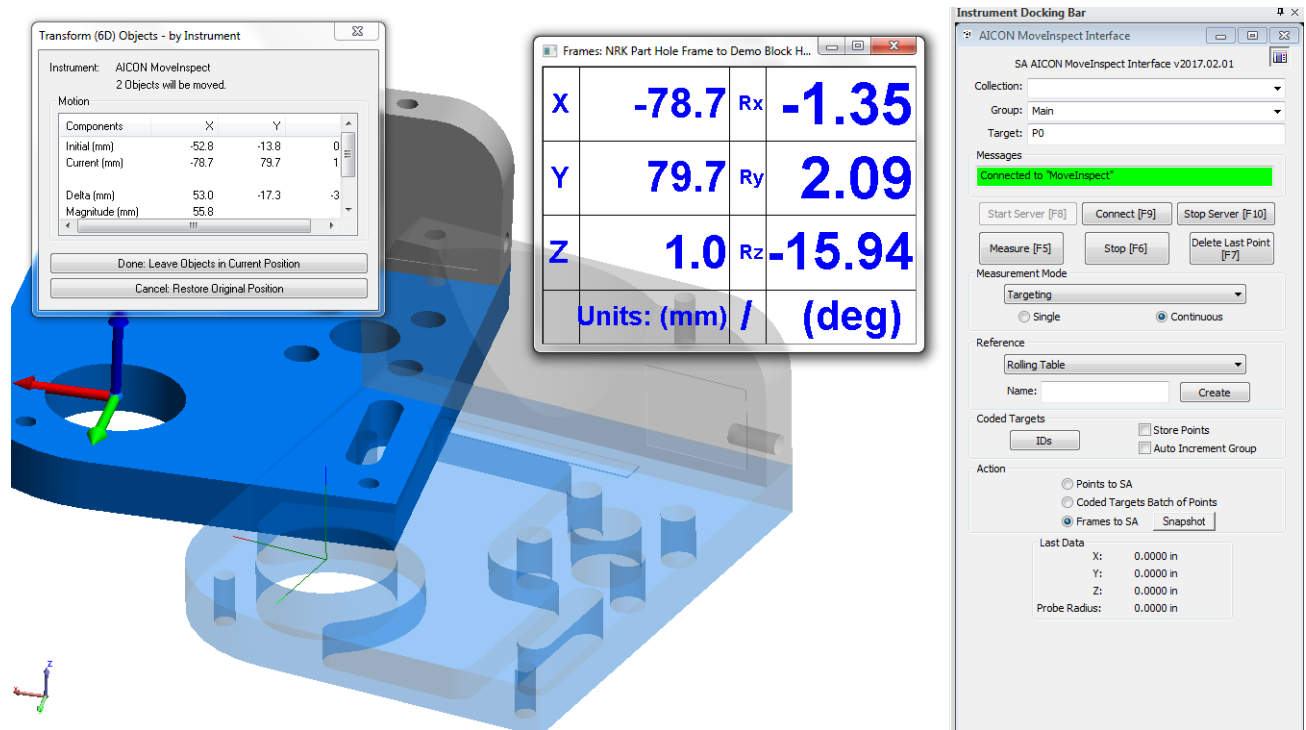 Transform (6D) Objects - by Instrument
Instrument: AICON MoveInspect
2 Objects will be moved.
Motion
Components X Y
Initial (mm) -52.8 -13.8 0
Current (mm) -78.7 79.7 1
Delta (mm) 53.0 -17.3 -3
Magnitude (mm) 55.8
Done: Leave Objects in Current Position
Cancel: Restore Original Position
Frames: NRK Part Hole Frame to Demo Block H...
X -78.7 Rx -1.35
Y 79.7 Ry 2.09
Z 1.0 Rz -15.94
Units: (mm) / (deg)
z
x
Instrument Docking Bar
AICON MoveInspect Interface
SA AICON MoveInspect Interface v2017.02.01
Collection:
Group: Main
Target: P0
Messages
Connected to "MoveInspect"
Start Server [F8] Connect [F9] Stop Server [F10]
Measure [F5] Stop [F6] Delete Last Point
[F7]
Measurement Mode
Targeting
Single Continuous
Reference
Rolling Table
Name: Create
Coded Targets
IDs Store Points
Auto Increment Group
Action
Points to SA
Coded Targets Batch of Points
Frames to SA Snapshot
Last Data
X: 0.0000 in
Y: 0.0000 in
Z: 0.0000 in
Probe Radius: 0.0000 in